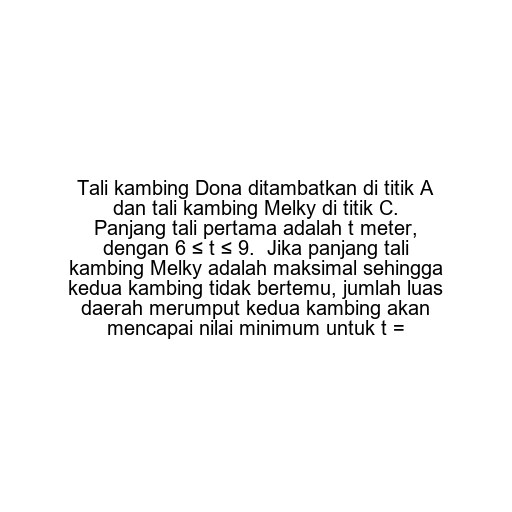 Tali kambing Dona ditambatkan di titik A
dan tali kambing Melky di titik C.
Panjang tali pertama adalah t meter,
dengan 6 ≤ t ≤ 9.  Jika panjang tali
kambing Melky adalah maksimal sehingga
kedua kambing tidak bertemu, jumlah luas
daerah merumput kedua kambing akan
mencapai nilai minimum untuk t =